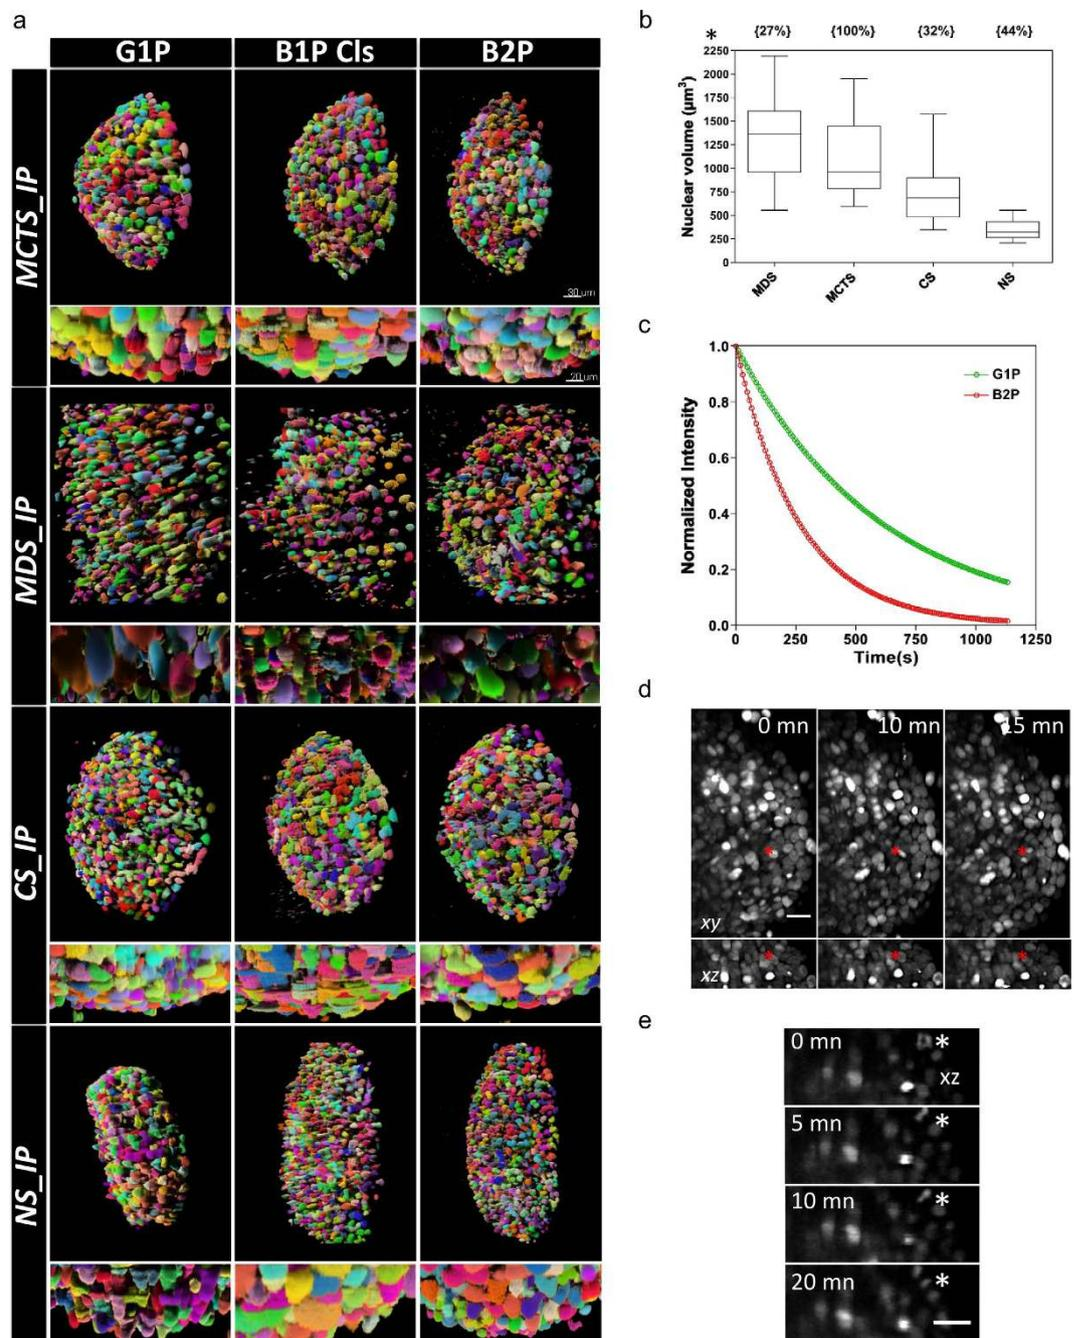 a
G1P
B1P Cls
B2P
MCTS_IP
30 µm
20 µm
MDS_IP
CS_IP
NS_IP
b
*
{27%}
{100%}
{32%}
{44%}
Nuclear volume (µm³)
2250
2000
1750
1500
1250
1000
750
500
250
0
MDS
MCTS
CS
NS
c
Normalized Intensity
1.0
0.8
0.6
0.4
0.2
0.0
G1P
B2P
0
250
500
750
1000
1250
Time(s)
d
0 mn
10 mn
15 mn
*
*
*
xy
xz
*
*
*
e
0 mn
*
xz
5 mn
*
10 mn
*
20 mn
*